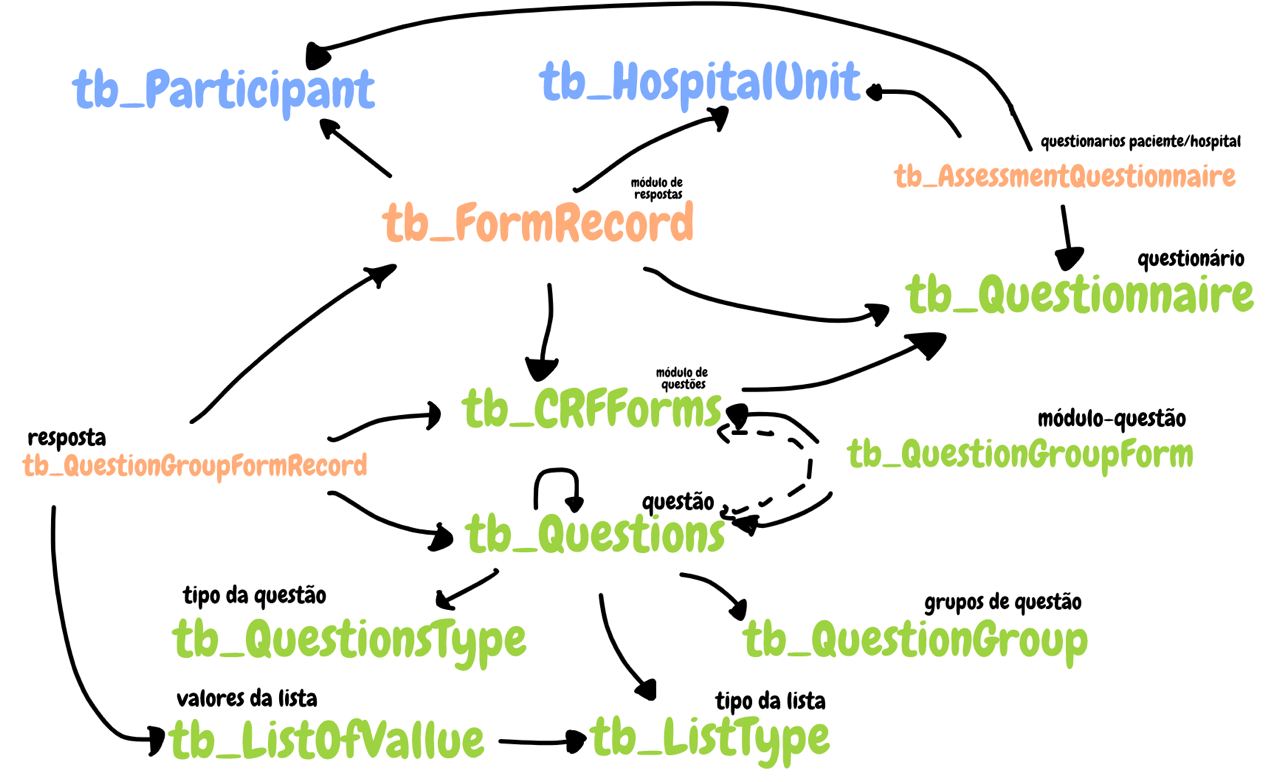 tb_Participant
tb_HospitalUnit
questionarios paciente/hospital
tb_AssessmentQuestionnaire
módulo de
respostas
tb_FormRecord
questionário
tb_Questionnaire
módulo de
questões
tb_CRFForms
módulo-questão
tb_QuestionGroupForm
resposta
tb_QuestionGroupFormRecord
questão
tb_Questions
tipo da questão
tb_QuestionsType
grupos de questão
tb_QuestionGroup
valores da lista
tb_ListOfVallue
tipo da lista
tb_ListType